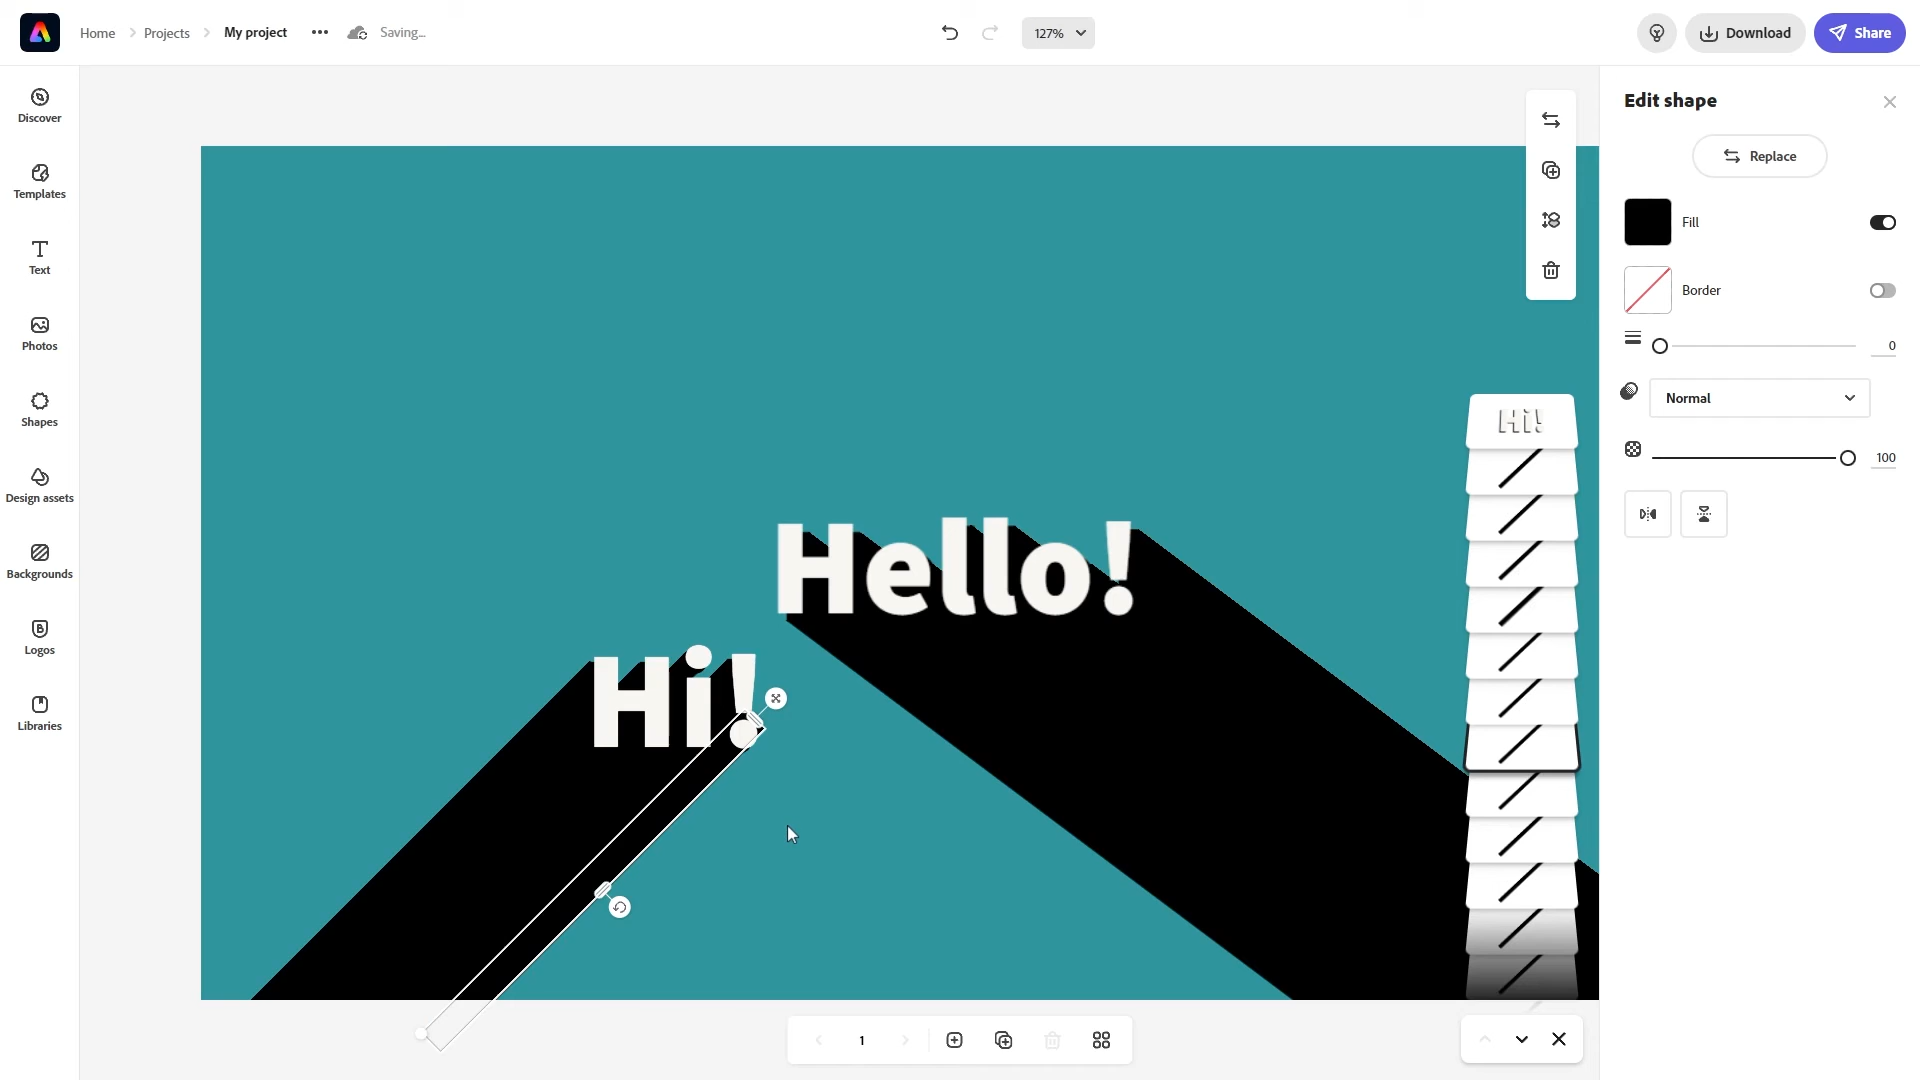 Home
Projects
My project
Saving...
127%
Download
Share
Discover
Templates
Text
Photos
Shapes
Design assets
Backgrounds
Logos
Libraries
Edit shape
Replace
Fill
Border
0
Normal
100
Hi!
Hello!
Hi!
1